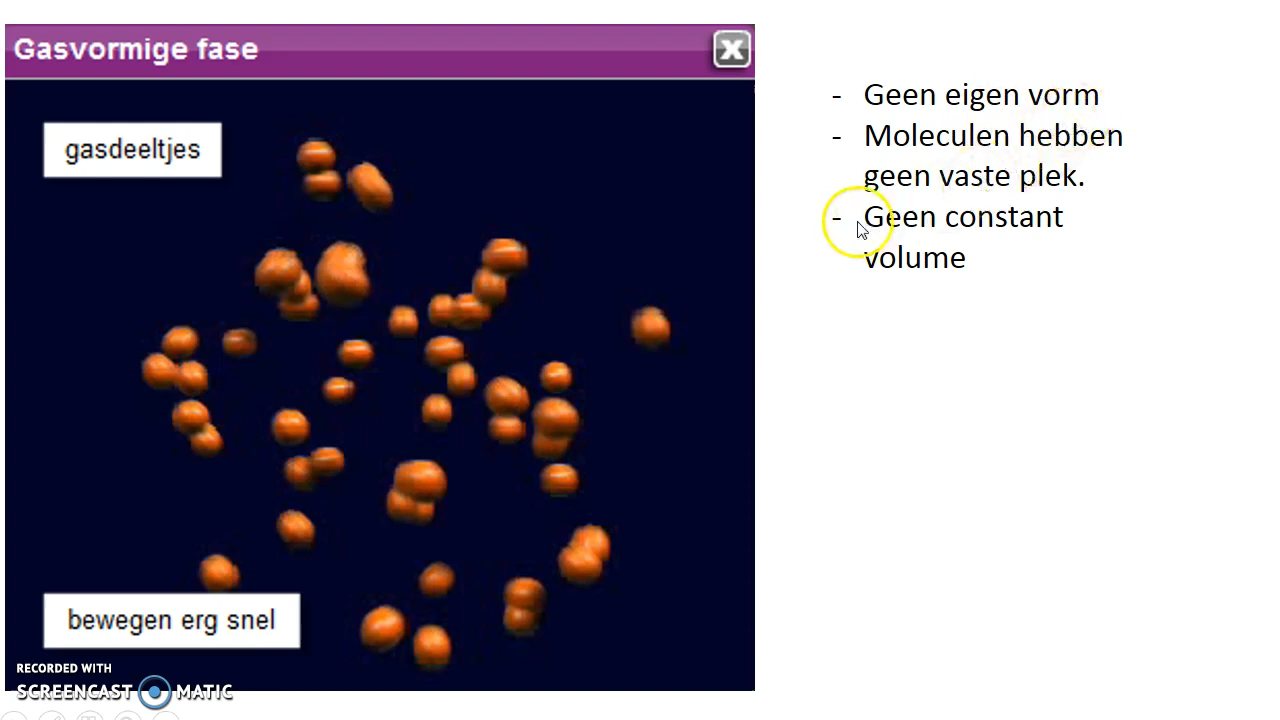 Gasvormige fase
X
gasdeeltjes
bewegen erg snel
RECORDED WITH
SCREENCAST MATIC
- Geen eigen vorm
- Moleculen hebben
geen vaste plek.
- Geen constant
volume